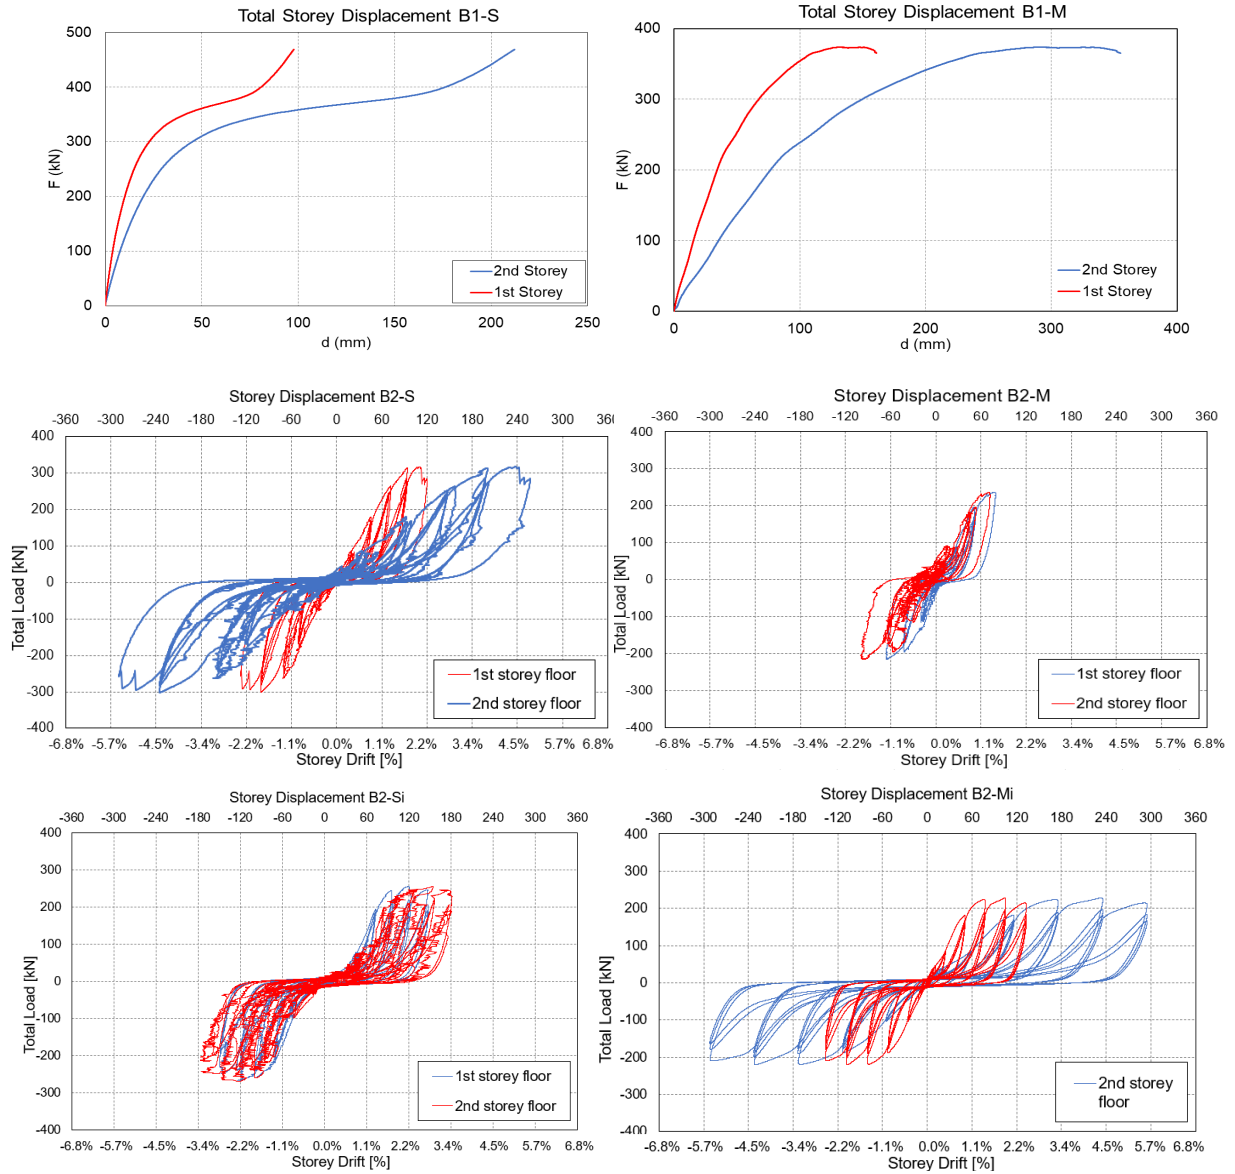 Total Storey Displacement B1-S
500
400
300
200
100
0
F (kN)
0 50 100 150 200 250
d (mm)
2nd Storey
1st Storey
Total Storey Displacement B1-M
400
300
200
100
0
F (kN)
0 100 200 300 400
d (mm)
2nd Storey
1st Storey
Storey Displacement B2-S
-360 -300 -240 -180 -120 -60 0 60 120 180 240 300 36
400
300
200
100
0
-100
-200
-300
-400
Total Load [kN]
1st storey floor
2nd storey floor
-6.8% -5.7% -4.5% -3.4% -2.2% -1.1% 0.0% 1.1% 2.2% 3.4% 4.5% 5.7% 6.8%
Storey Drift [%]
Storey Displacement B2-M
-360 -300 -240 -180 -120 -60 0 60 120 180 240 300 360
400
300
200
100
0
-100
-200
-300
-400
Total Load [kN]
1st storey floor
2nd storey floor
-6.8% -5.7% -4.5% -3.4% -2.2% -1.1% 0.0% 1.1% 2.2% 3.4% 4.5% 5.7% 6.8%
Storey Drift [%]
Storey Displacement B2-Si
-360 -300 -240 -180 -120 -60 0 60 120 180 240 300 360
400
300
200
100
0
-100
-200
-300
-400
Total Load [kN]
1st storey floor
2nd storey floor
-6.8% -5.7% -4.5% -3.4% -2.2% -1.1% 0.0% 1.1% 2.2% 3.4% 4.5% 5.7% 6.8%
Storey Drift [%]
Storey Displacement B2-Mi
-360 -300 -240 -180 -120 -60 0 60 120 180 240 300 360
400
300
200
100
0
-100
-200
-300
-400
Total Load [kN]
2nd storey
floor
-6.8% -5.7% -4.5% -3.4% -2.2% -1.1% 0.0% 1.1% 2.2% 3.4% 4.5% 5.7% 6.8%
Storey Drift [%]